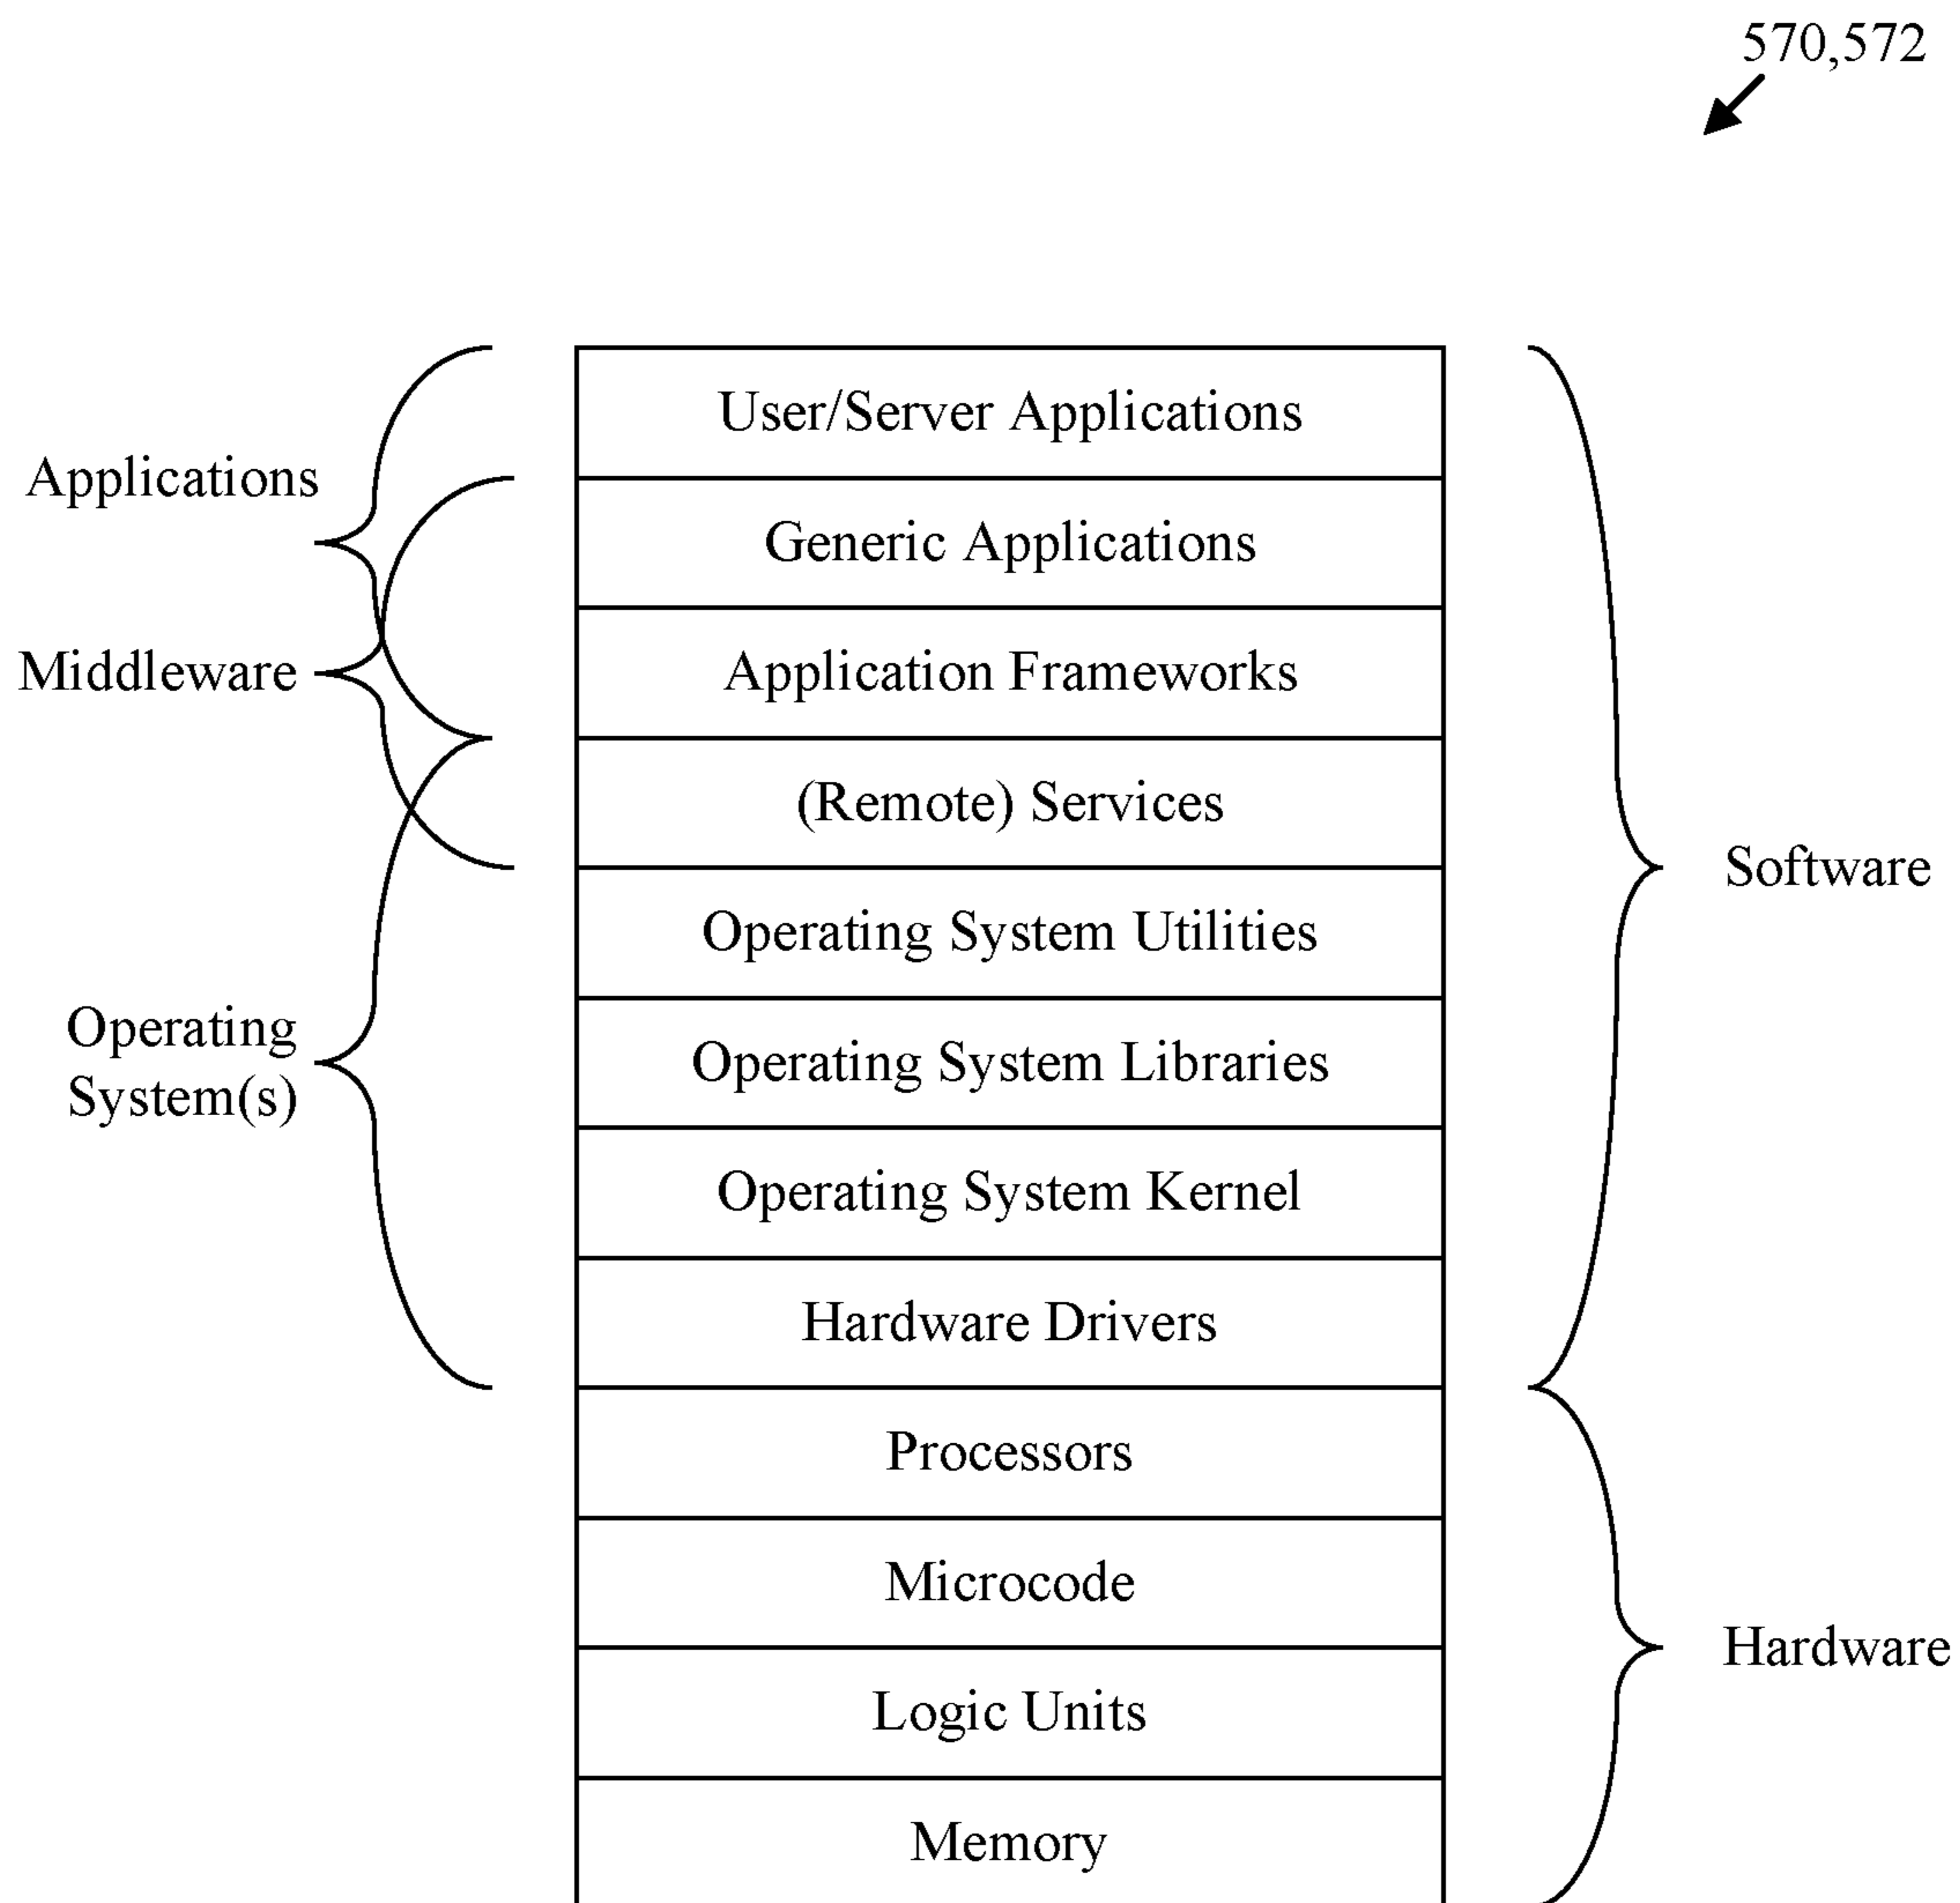 570,572
User/Server Applications
Applications
Generic Applications
Middleware
Application Frameworks
(Remote) Services
Software
Operating System Utilities
Operating
System(s)
Operating System Libraries
Operating System Kernel
Hardware Drivers
Processors
Microcode
Hardware
Logic Units
Memory